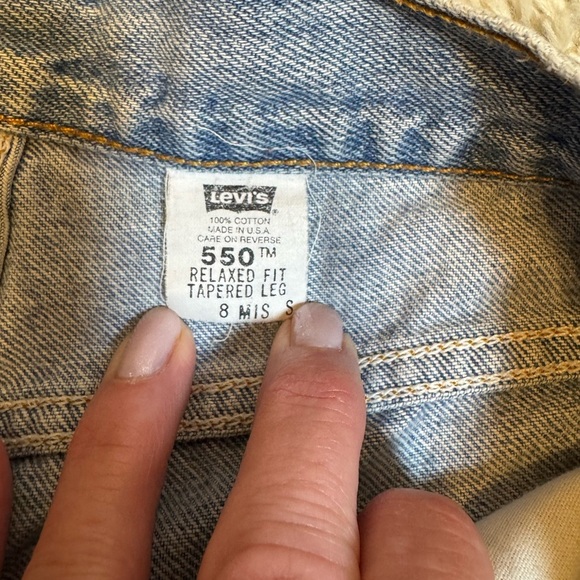 Levi's
®
100% COTTON
MADE IN U.S.A.
CARE ON REVERSE
550™
RELAXED FIT
TAPERED LEG
8 MIS S